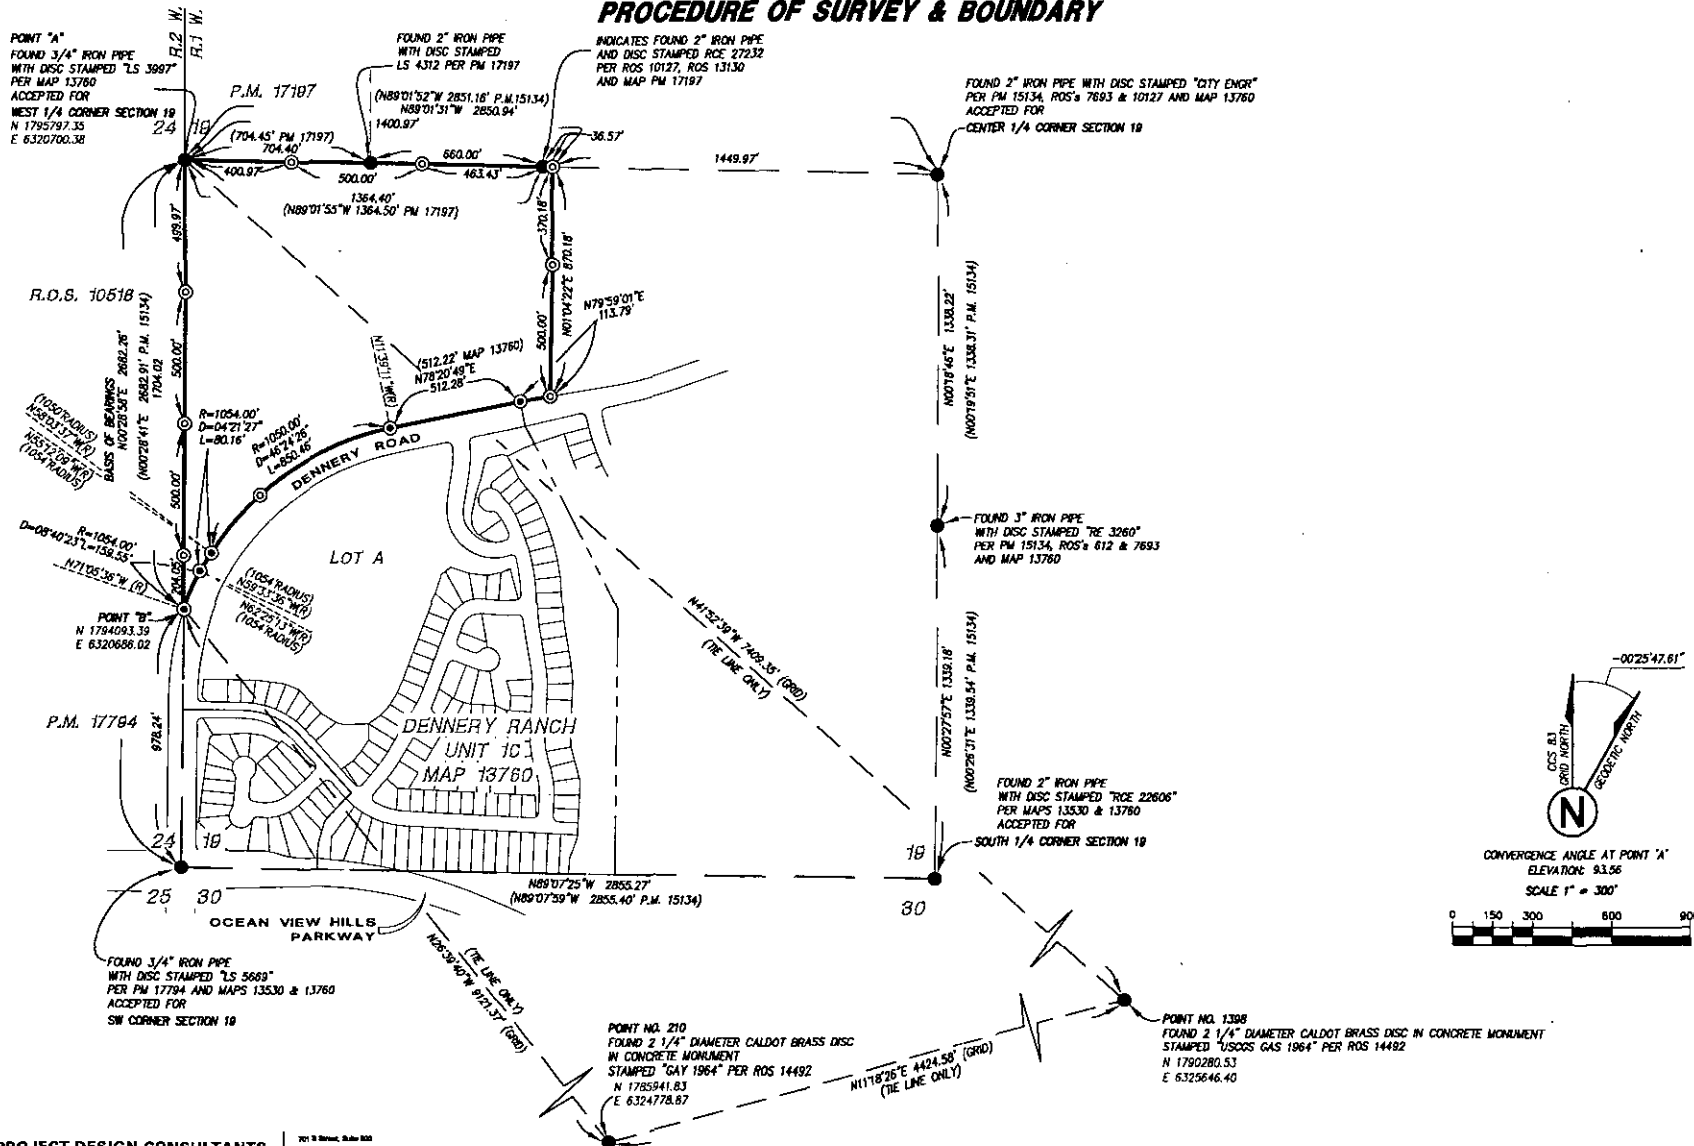 PROCEDURE OF SURVEY & BOUNDARY
POINT "A"
FOUND 3/4" IRON PIPE
WITH DISC STAMPED "LS 3997"
PER MAP 13760
ACCEPTED FOR
WEST 1/4 CORNER SECTION 19
N 1795797.35
E 6320700.38
R.2 W.
R.1 W.
24 19
P.M. 17197
FOUND 2" IRON PIPE
WITH DISC STAMPED
LS 4312 PER PM 17197
(N89°01'52"W 2851.16' P.M.15134)
N89°01'31"W 2850.94'
1400.97'
INDICATES FOUND 2" IRON PIPE
AND DISC STAMPED RCE 27232
PER ROS 10127, ROS 13130
AND MAP PM 17197
36.57'
(704.45' PM 17197)
704.40'
660.00'
400.97'
500.00'
463.43'
1364.40'
(N89°01'55"W 1364.50' PM 17197)
1449.97'
FOUND 2" IRON PIPE WITH DISC STAMPED "CITY ENGR"
PER PM 15134, ROS's 7693 & 10127 AND MAP 13760
ACCEPTED FOR
CENTER 1/4 CORNER SECTION 19
R.O.S. 10518
499.97'
500.00'
500.00'
204.05'
BASIS OF BEARINGS
N00°28'58"E 2682.26'
(N00°28'41"E 2682.91' P.M. 15134)
1704.02
370.18'
500.00'
N01°04'22"E 870.18'
N79°59'01"E
113.79'
N11°39'11"W(R)
(512.22' MAP 13760)
N78°20'49"E
512.28'
(1050'RADIUS)
N58°03'37"W(R)
N55°12'09"W(R)
(1054'RADIUS)
R=1054.00'
D=04°21'27"
L=80.16'
R=1050.00'
D=46°24'26"
L=850.46'
DENNERY ROAD
D=08°40'23"
R=1054.00'
L=159.55'
N71°05'36"W (R)
(1054'RADIUS)
N59°33'36"W(R)
N62°25'13"W(R)
(1054'RADIUS)
POINT "B"
N 1794093.39
E 6320686.02
LOT A
N00°18'46"E 1338.22'
(N00°19'51"E 1338.31' P.M. 15134)
FOUND 3" IRON PIPE
WITH DISC STAMPED "RE 3260"
PER PM 15134, ROS's 612 & 7693
AND MAP 13760
N41°52'39"W 7409.35' (GRID)
(TIE LINE ONLY)
N00°27'57"E 1339.18'
(N00°26'31"E 1339.54' P.M. 15134)
P.M. 17794
978.24'
DENNERY RANCH
UNIT 1C
MAP 13760
-00°25'47.61"
CCS 83
GRID NORTH
GEODETIC NORTH
N
CONVERGENCE ANGLE AT POINT "A"
ELEVATION: 93.56
SCALE 1" = 300'
0 150 300 600 90
FOUND 2" IRON PIPE
WITH DISC STAMPED "RCE 22606"
PER MAPS 13530 & 13760
ACCEPTED FOR
SOUTH 1/4 CORNER SECTION 19
24 19
25 30
19
30
N89°07'25"W 2855.27'
(N89°07'59"W 2855.40' P.M. 15134)
OCEAN VIEW HILLS
PARKWAY
FOUND 3/4" IRON PIPE
WITH DISC STAMPED "LS 5669"
PER PM 17794 AND MAPS 13530 & 13760
ACCEPTED FOR
SW CORNER SECTION 19
(TIE LINE ONLY)
N26°39'40"W 9121.37' (GRID)
POINT NO. 210
FOUND 2 1/4" DIAMETER CALDOT BRASS DISC
IN CONCRETE MONUMENT
STAMPED "GAY 1964" PER ROS 14492
N 1785941.83
E 6324778.87
N11°18'26"E 4424.58' (GRID)
(TIE LINE ONLY)
POINT NO. 1398
FOUND 2 1/4" DIAMETER CALDOT BRASS DISC IN CONCRETE MONUMENT
STAMPED "USCGS GAS 1964" PER ROS 14492
N 1790280.53
E 6325646.40
PROJECT DESIGN CONSULTANTS